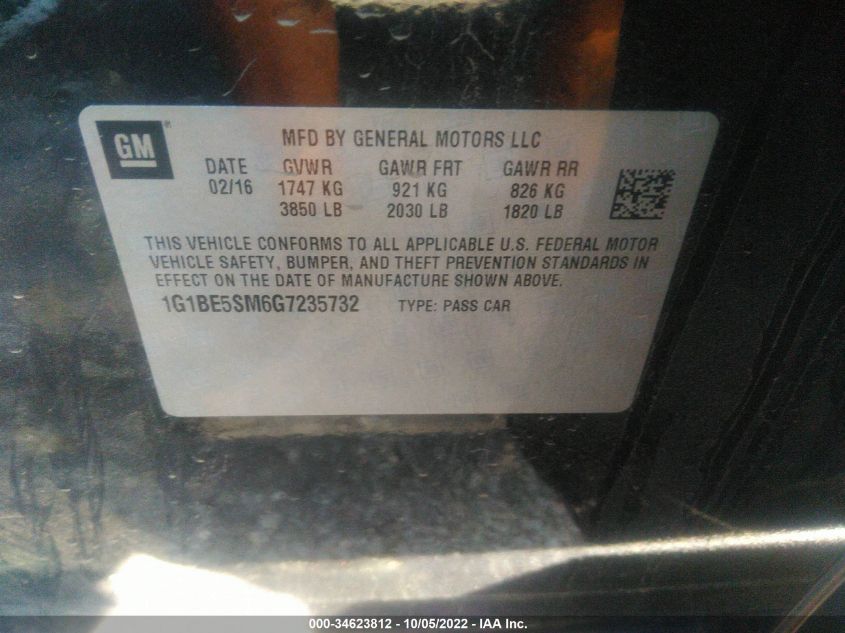 GM ® MFD BY GENERAL MOTORS LLC
DATE GVWR GAWR FRT GAWR RR
02/16 1747 KG 921 KG 826 KG
3850 LB 2030 LB 1820 LB
THIS VEHICLE CONFORMS TO ALL APPLICABLE U.S. FEDERAL MOTOR
VEHICLE SAFETY, BUMPER, AND THEFT PREVENTION STANDARDS IN
EFFECT ON THE DATE OF MANUFACTURE SHOWN ABOVE.
1G1BE5SM6G7235732 TYPE: PASS CAR
000-34623812 - 10/05/2022 - IAA Inc.